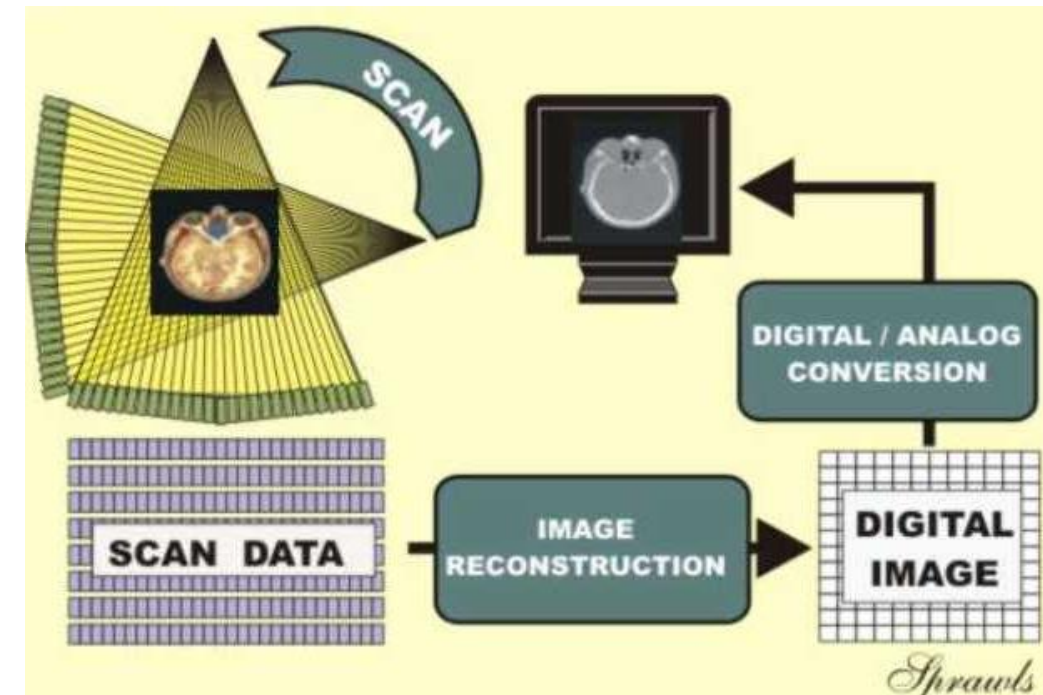 SCAN
DIGITAL / ANALOG
CONVERSION
SCAN DATA
IMAGE
RECONSTRUCTION
DIGITAL
IMAGE
Sprawls